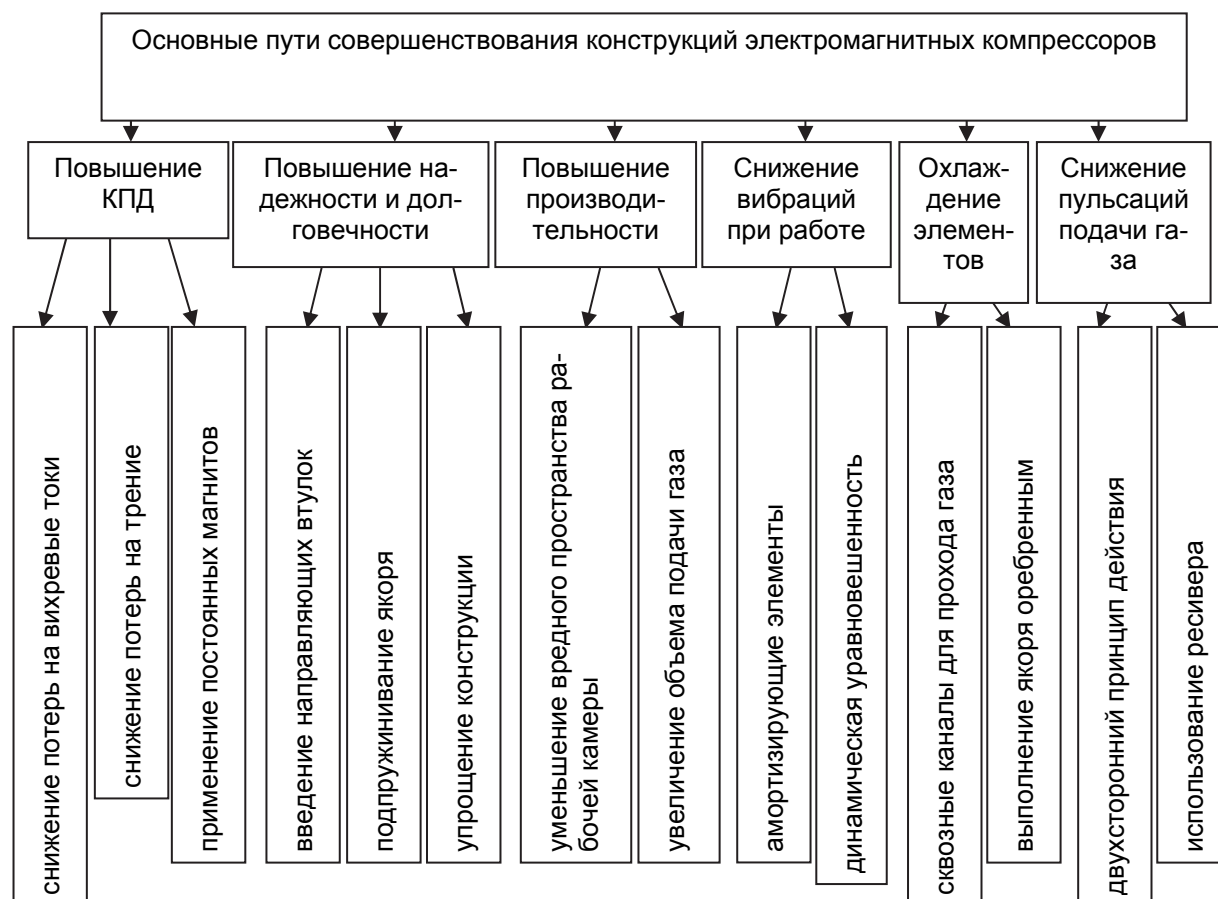 Основные пути совершенствования конструкций электромагнитных компрессоров
Повышение
КПД
Повышение на-
дежности и дол-
говечности
Повышение
производи-
тельности
Снижение
вибраций
при работе
Охлаж-
дение
элемен-
тов
Снижение
пульсаций
подачи га-
за
снижение потерь на вихревые токи
снижение потерь на трение
применение постоянных магнитов
введение направляющих втулок
подпружинивание якоря
упрощение конструкции
уменьшение вредного пространства ра-
бочей камеры
увеличение объема подачи газа
амортизирующие элементы
динамическая уравновешенность
сквозные каналы для прохода газа
выполнение якоря оребренным
двухсторонний принцип действия
использование ресивера